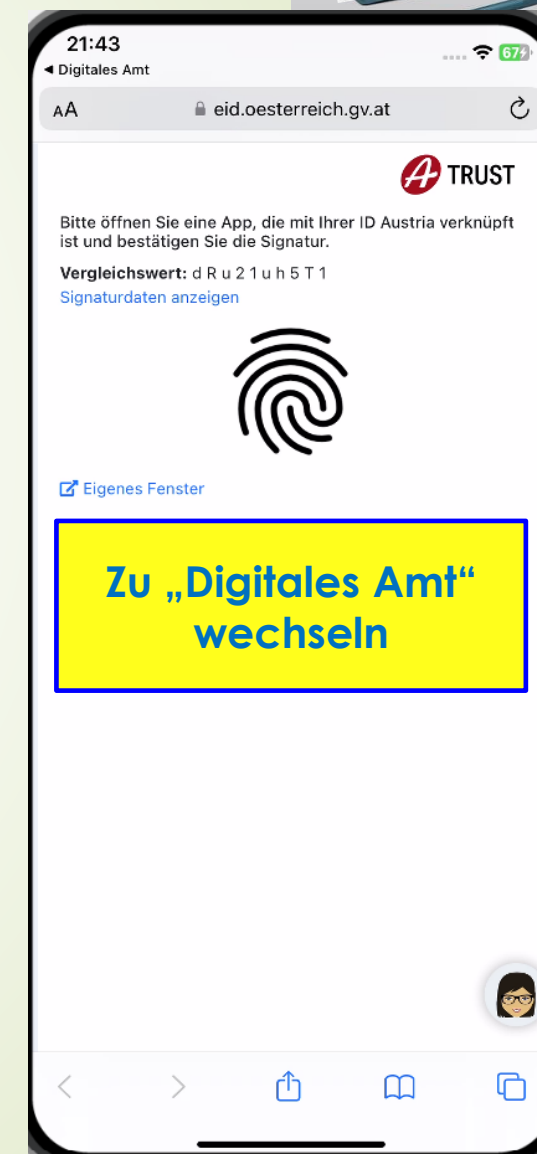 21:43
67
◀ Digitales Amt
AA eid.oesterreich.gv.at
A TRUST
Bitte öffnen Sie eine App, die mit Ihrer ID Austria verknüpft
ist und bestätigen Sie die Signatur.
Vergleichswert: d R u 2 1 u h 5 T 1
Signaturdaten anzeigen
Eigenes Fenster
Zu „Digitales Amt“
wechseln